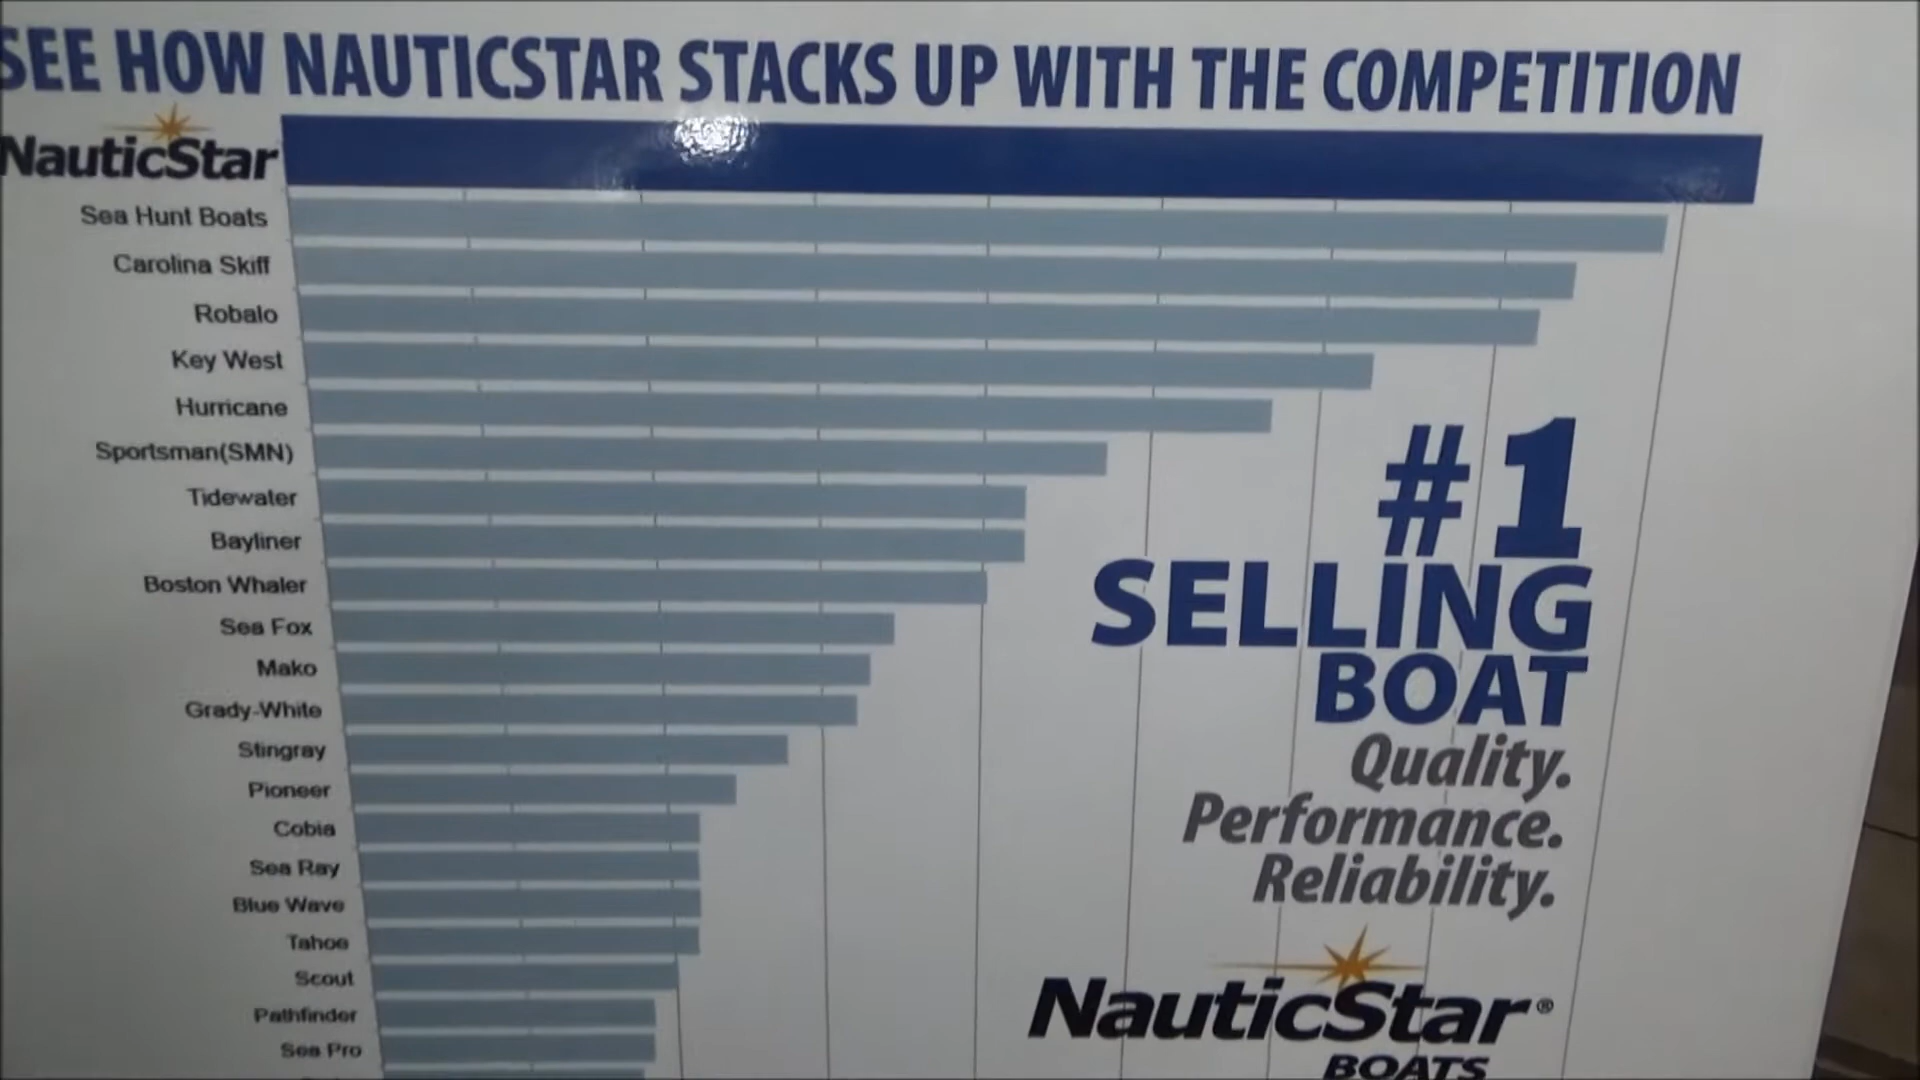 SEE HOW NAUTICSTAR STACKS UP WITH THE COMPETITION
NauticStar
Sea Hunt Boats
Carolina Skiff
Robalo
Key West
Hurricane
Sportsman(SMN)
Tidewater
Bayliner
Boston Whaler
Sea Fox
Mako
Grady-White
Stingray
Pioneer
Cobia
Sea Ray
Blue Wave
Tahoe
Scout
Pathfinder
Sea Pro
#1
SELLING
BOAT
Quality.
Performance.
Reliability.
NauticStar®
BOATS